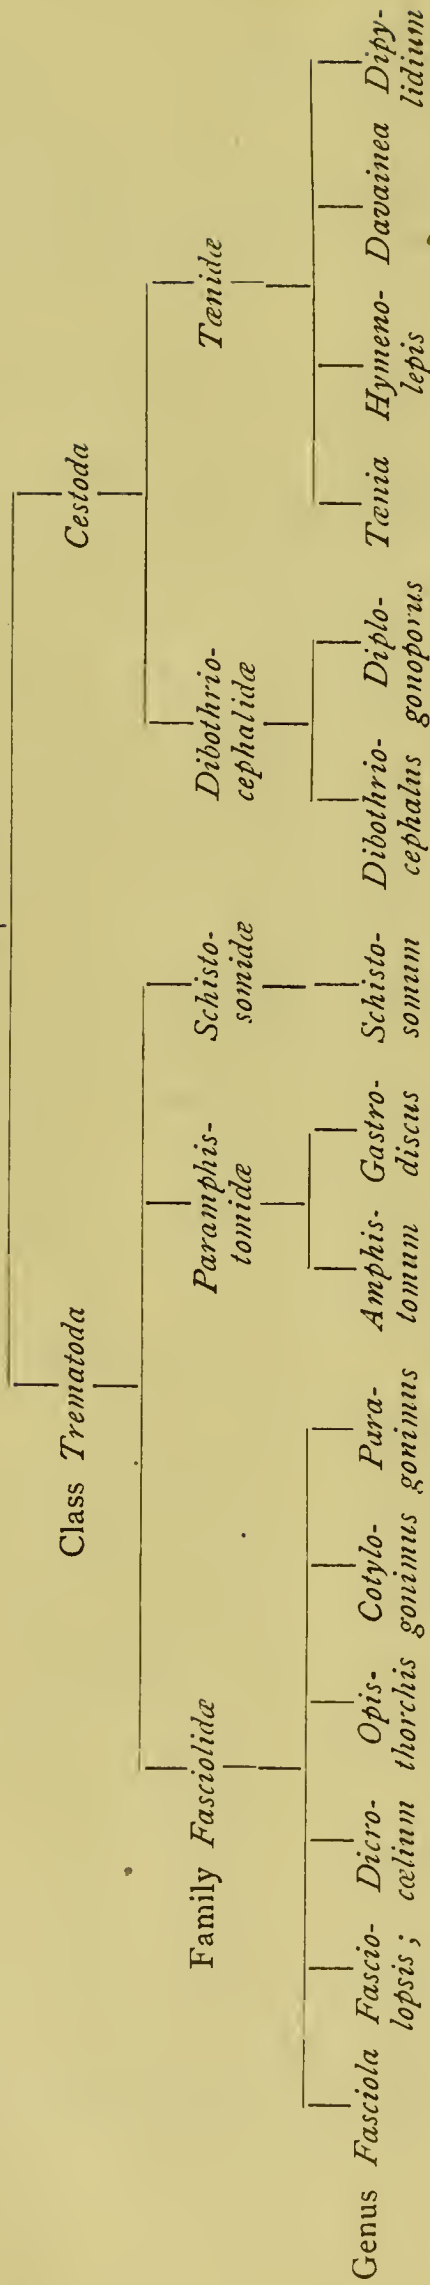 Class Trematoda Cestoda
Family Fasciolidæ Paramphis- Schisto- Dibothrio- Tænidæ
tomidæ somidæ cephalidæ
Genus Fasciola Fascio- Dicro- Opis- Cotylo- Para- Amphis- Gastro- Schisto- Dibothrio- Diplo- Tænia Hymeno- Davainea Dipy-
lopsis; cœlium thorchis gonimus gonimus tomum discus somum cephalus gonoporus lepis lidium